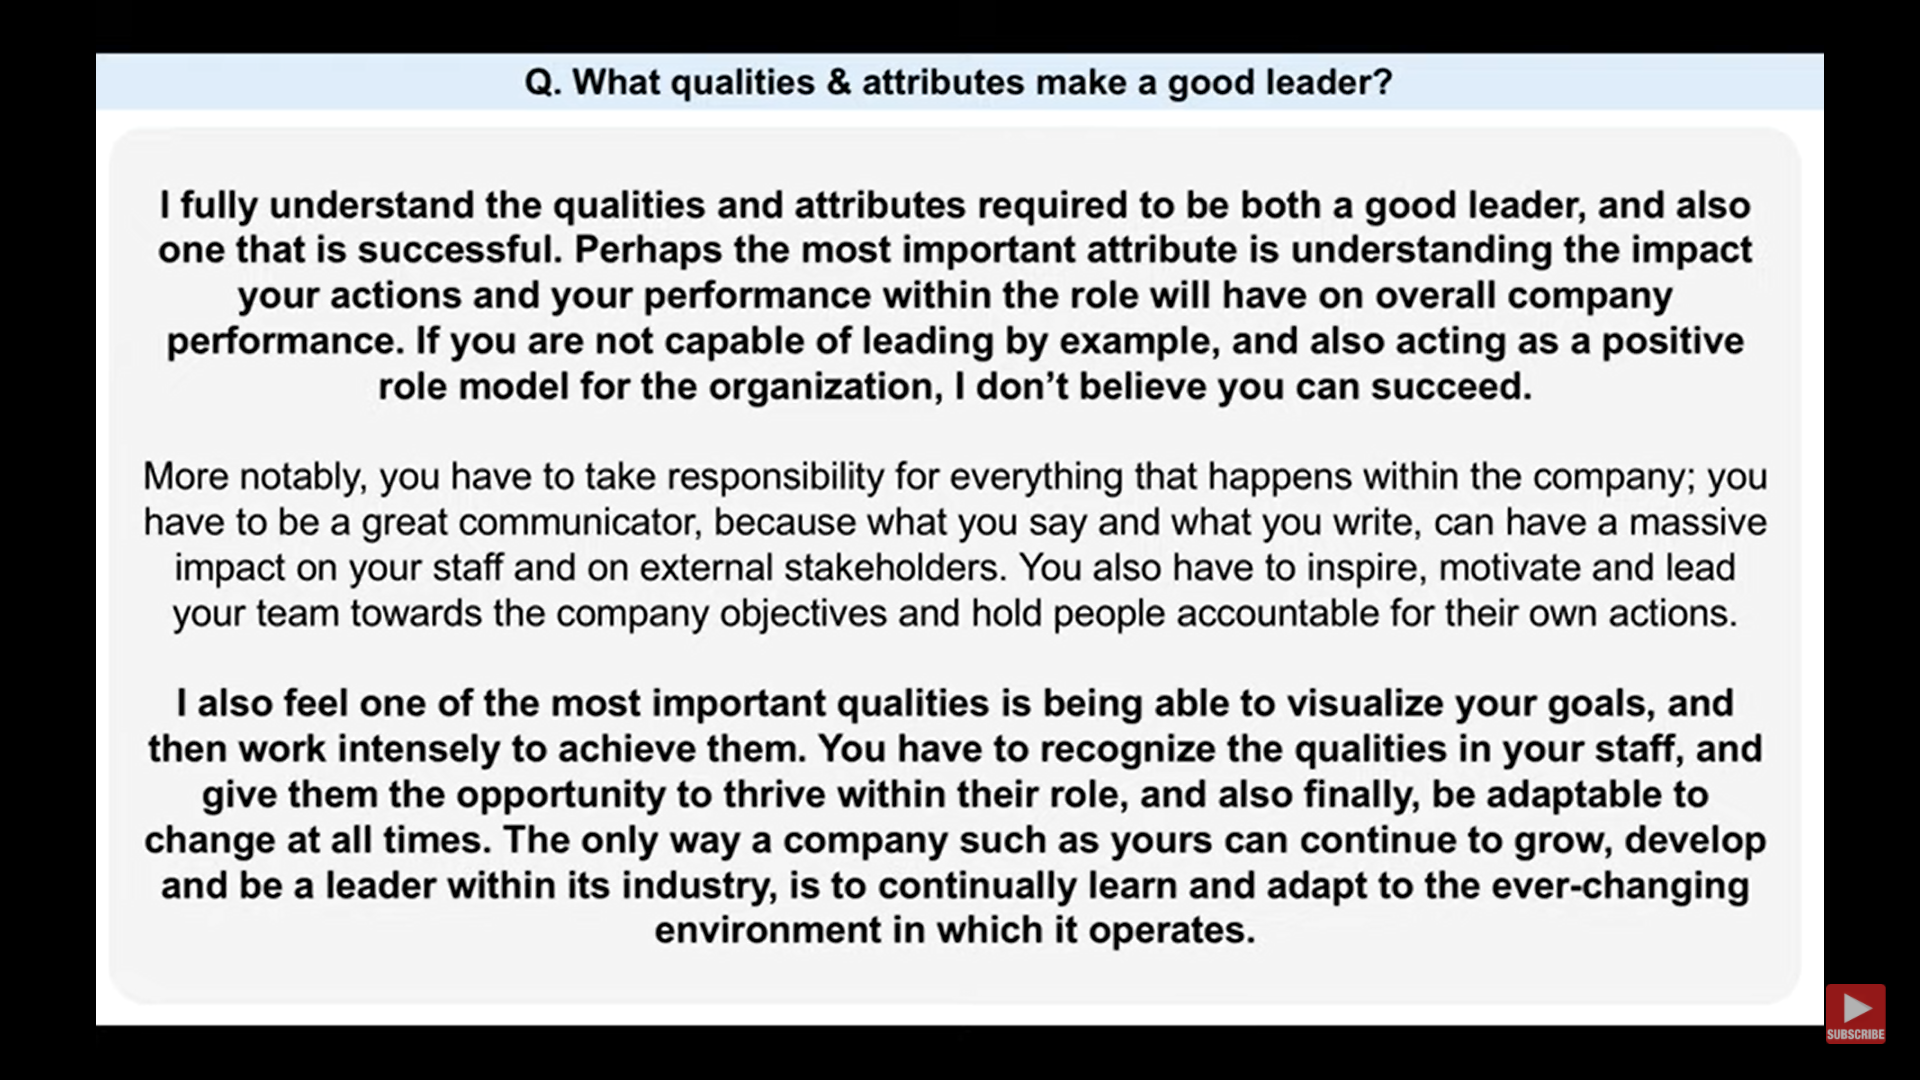 Q. What qualities & attributes make a good leader?
I fully understand the qualities and attributes required to be both a good leader, and also
one that is successful. Perhaps the most important attribute is understanding the impact
your actions and your performance within the role will have on overall company
performance. If you are not capable of leading by example, and also acting as a positive
role model for the organization, I don’t believe you can succeed.
More notably, you have to take responsibility for everything that happens within the company; you
have to be a great communicator, because what you say and what you write, can have a massive
impact on your staff and on external stakeholders. You also have to inspire, motivate and lead
your team towards the company objectives and hold people accountable for their own actions.
I also feel one of the most important qualities is being able to visualize your goals, and
then work intensely to achieve them. You have to recognize the qualities in your staff, and
give them the opportunity to thrive within their role, and also finally, be adaptable to
change at all times. The only way a company such as yours can continue to grow, develop
and be a leader within its industry, is to continually learn and adapt to the ever-changing
environment in which it operates.
SUBSCRIBE